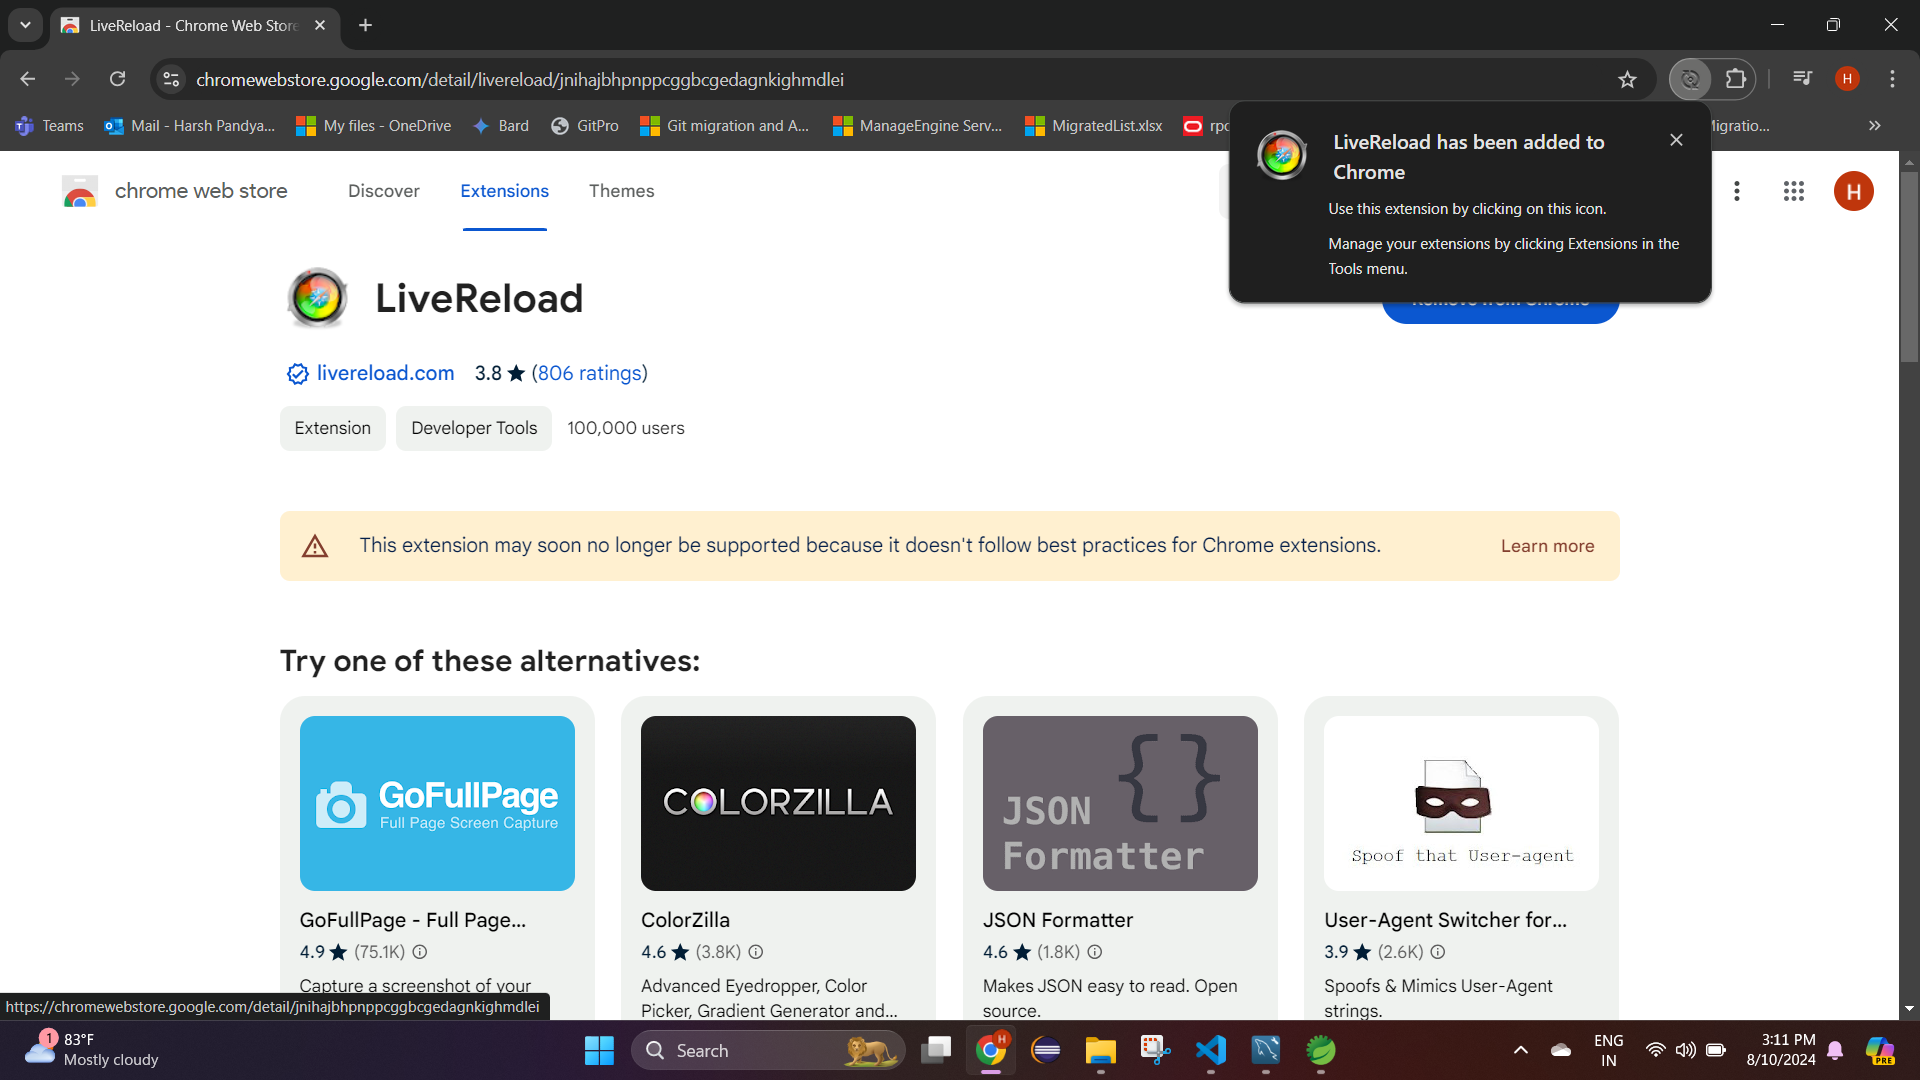 LiveReload - Chrome Web Store
chromewebstore.google.com/detail/livereload/jnihajbhpnppcggbcgedagnkighmdlei
H
Teams
Mail - Harsh Pandya...
My files - OneDrive
Bard
GitPro
Git migration and A...
ManageEngine Serv...
MigratedList.xlsx
LiveReload has been added to
Chrome
Use this extension by clicking on this icon.
Manage your extensions by clicking Extensions in the
Tools menu.
chrome web store
Discover
Extensions
Themes
H
LiveReload
Remove from Chrome
livereload.com
3.8 ★ (806 ratings)
Extension
Developer Tools
100,000 users
This extension may soon no longer be supported because it doesn't follow best practices for Chrome extensions.
Learn more
Try one of these alternatives:
GoFullPage
Full Page Screen Capture
COLORZILLA
{}
JSON
Formatter
Spoof that User-agent
GoFullPage - Full Page...
4.9 ★ (75.1K)
Capture a screenshot of your
ColorZilla
4.6 ★ (3.8K)
Advanced Eyedropper, Color
Picker, Gradient Generator and...
JSON Formatter
4.6 ★ (1.8K)
Makes JSON easy to read. Open
source.
User-Agent Switcher for...
3.9 ★ (2.6K)
Spoofs & Mimics User-Agent
strings.
https://chromewebstore.google.com/detail/jnihajbhpnppcggbcgedagnkighmdlei
1
83°F
Mostly cloudy
Search
H
ENG
IN
3:11 PM
8/10/2024
PRE